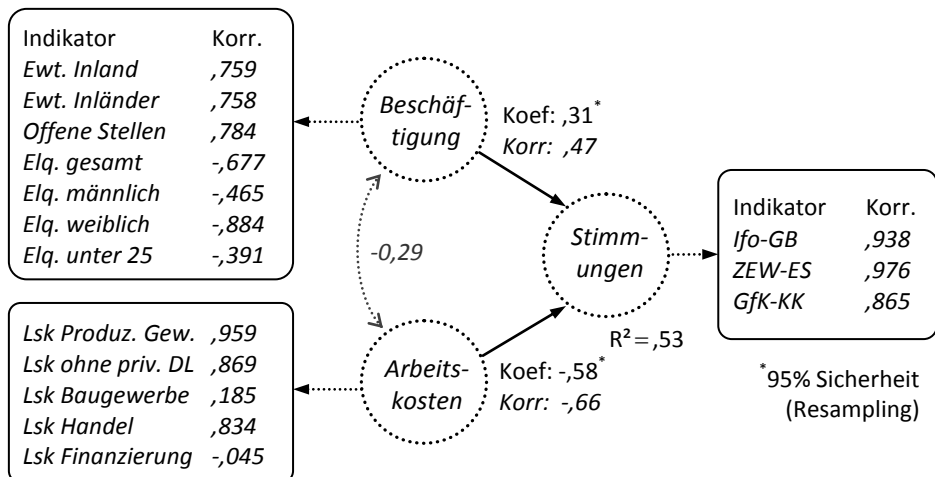 Indikator Korr.
Ewt. Inland ,759
Ewt. Inländer ,758
Offene Stellen ,784
Elq. gesamt -,677
Elq. männlich -,465
Elq. weiblich -,884
Elq. unter 25 -,391
Lsk Produz. Gew. ,959
Lsk ohne priv. DL ,869
Lsk Baugewerbe ,185
Lsk Handel ,834
Lsk Finanzierung -,045
Beschäf-
tigung
Koef: ,31*
Korr: ,47
-0,29
Arbeits-
kosten
Koef: -,58*
Korr: -,66
Stimm-
ungen
R² = ,53
Indikator Korr.
Ifo-GB ,938
ZEW-ES ,976
GfK-KK ,865
*95% Sicherheit
(Resampling)